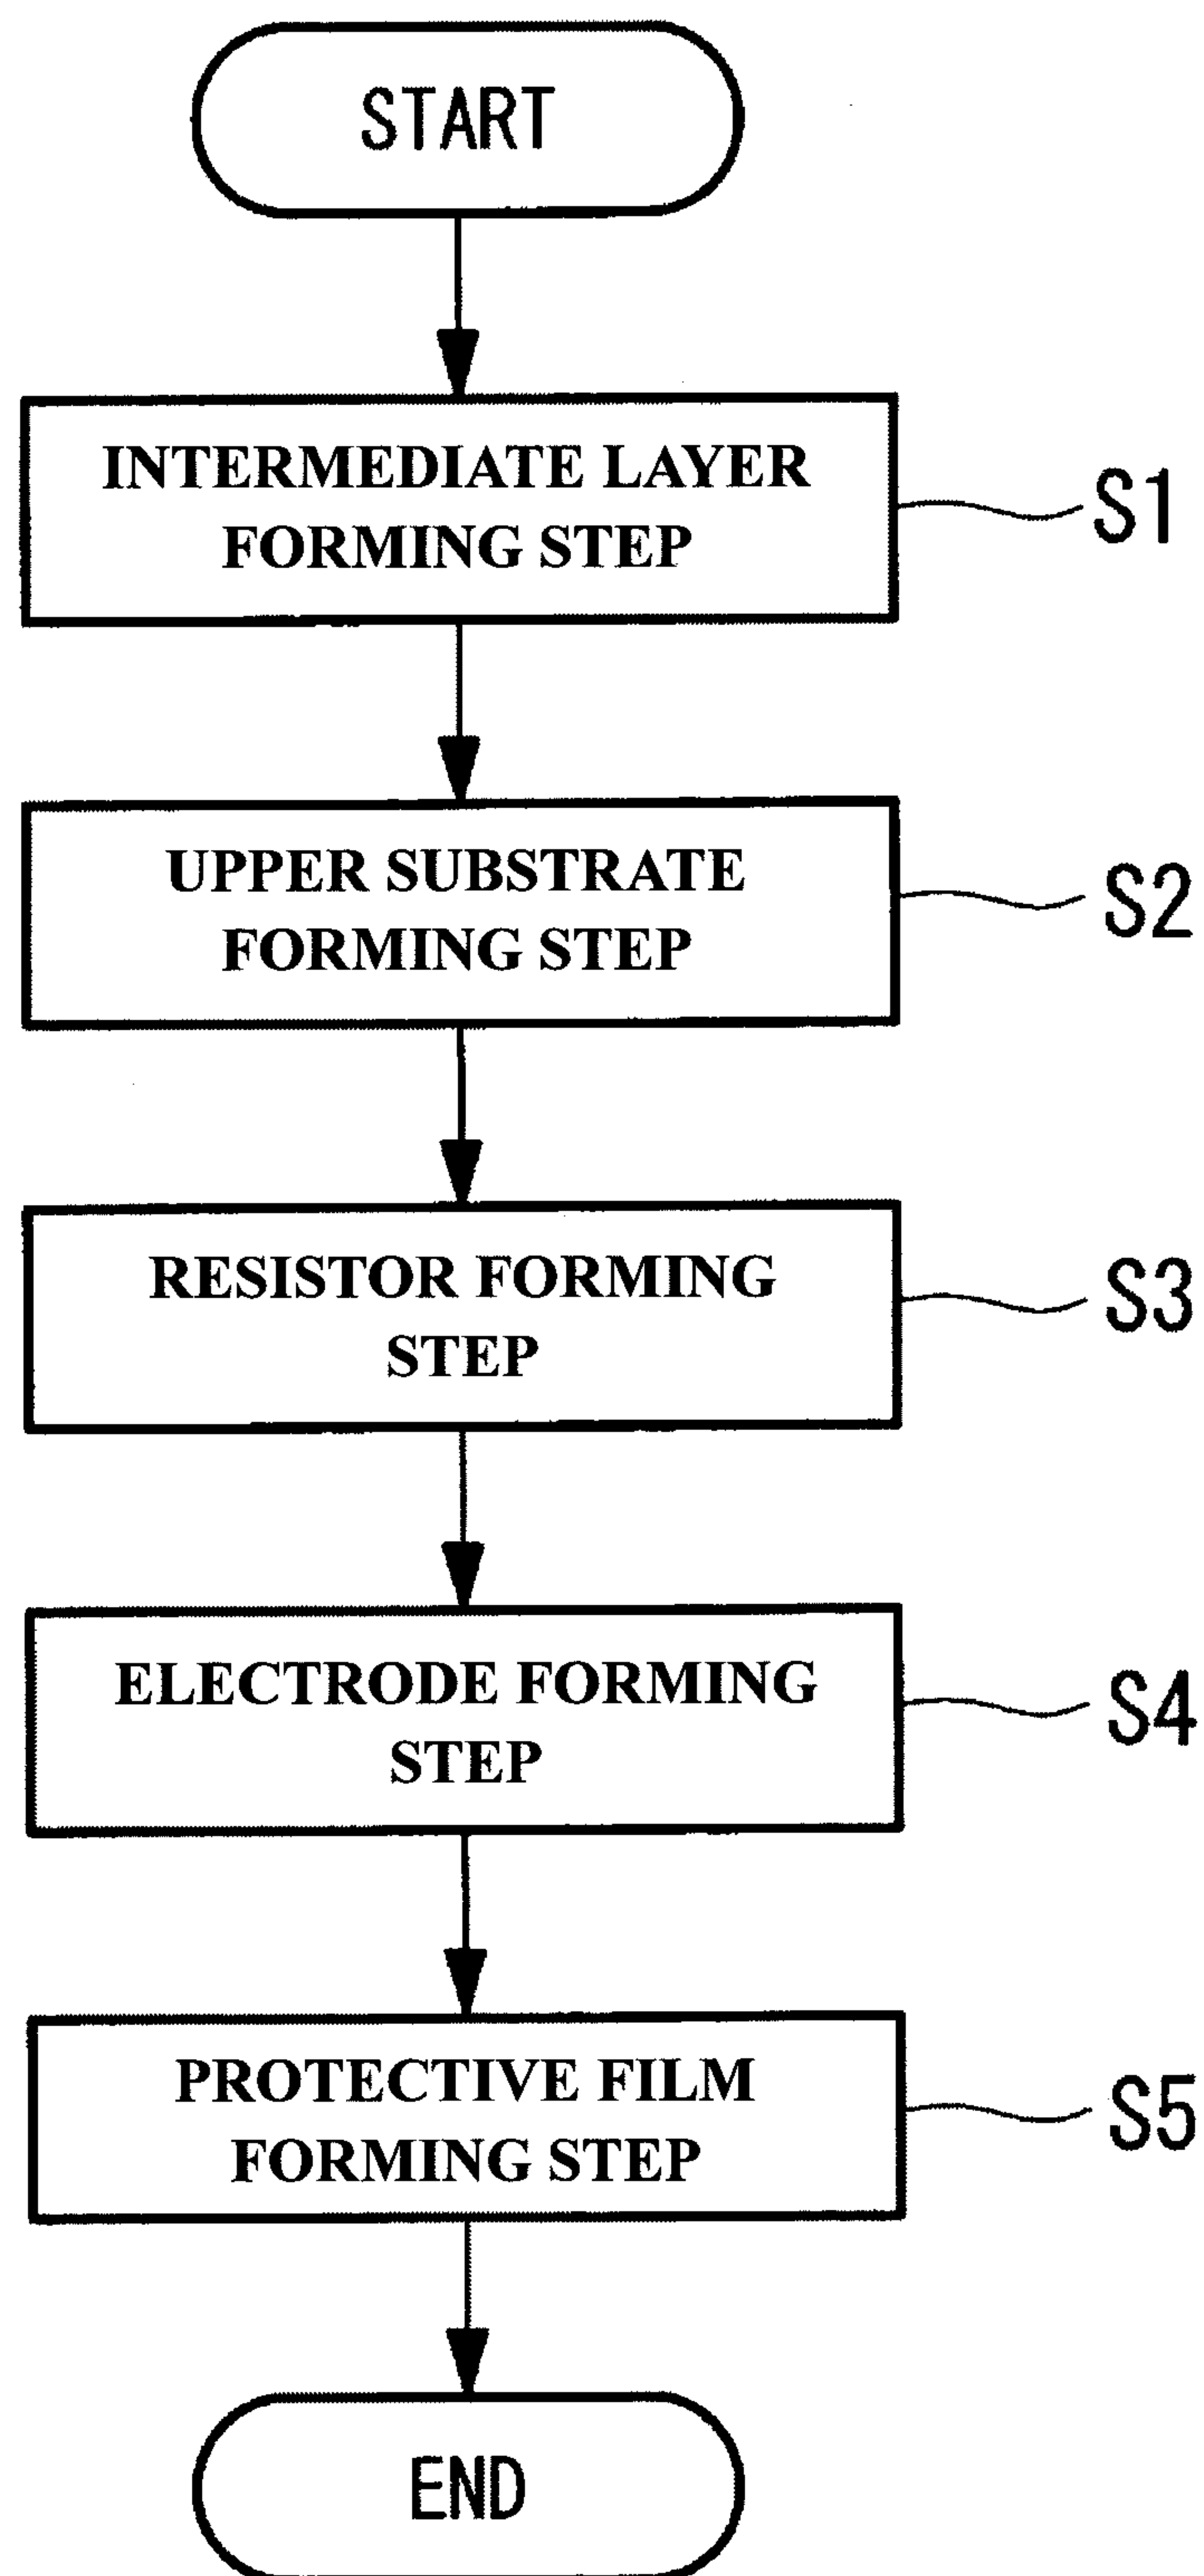 START
INTERMEDIATE LAYER
FORMING STEP
S1
UPPER SUBSTRATE
FORMING STEP
S2
RESISTOR FORMING
STEP
S3
ELECTRODE FORMING
STEP
S4
PROTECTIVE FILM
FORMING STEP
S5
END